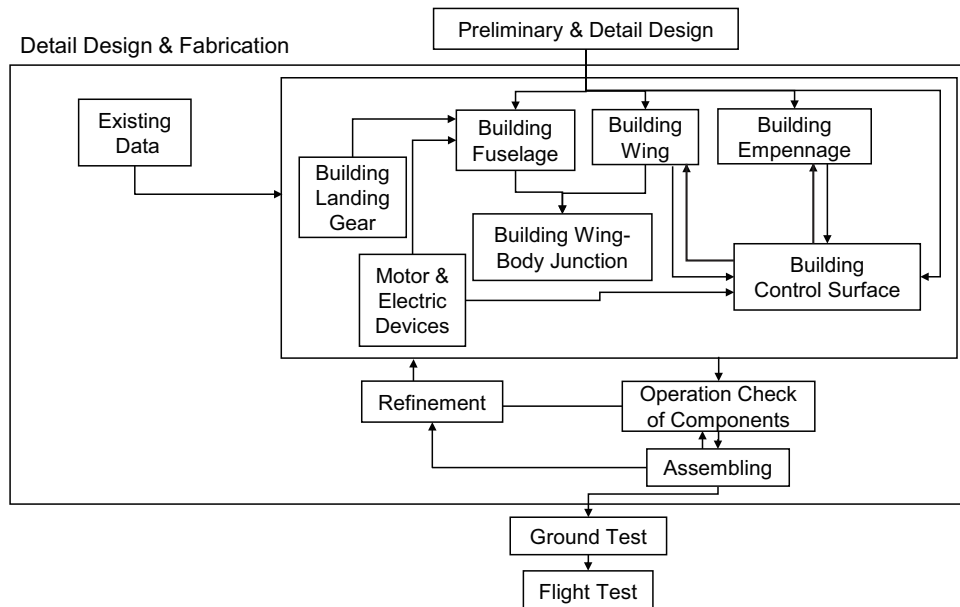 Preliminary & Detail Design
Detail Design & Fabrication
Existing
Data
Building
Fuselage
Building
Wing
Building
Empennage
Building
Landing
Gear
Building Wing-
Body Junction
Building
Control Surface
Motor &
Electric
Devices
Refinement
Operation Check
of Components
Assembling
Ground Test
Flight Test